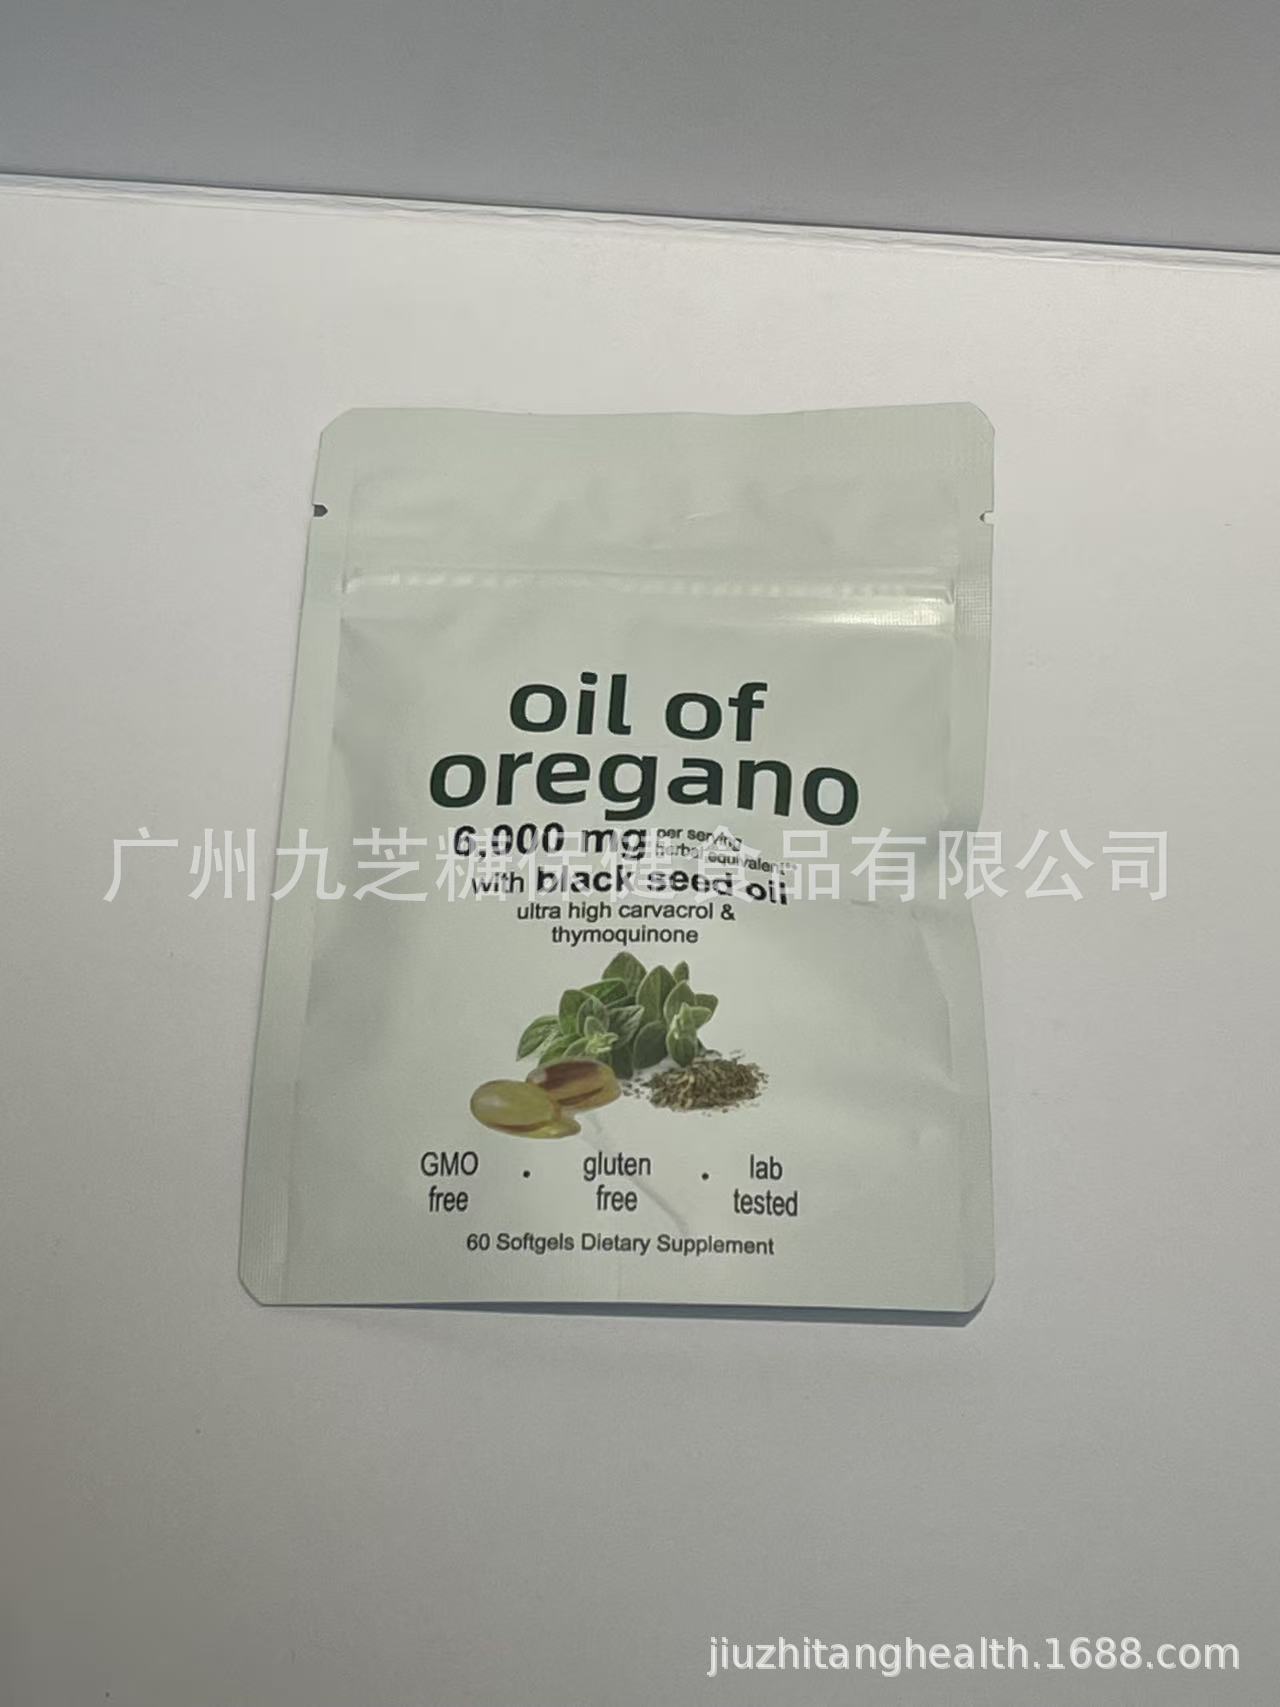 oil of
oregano
6,000 mg per serving
herbal equivalent**
with black seed oil
ultra high carvacrol &
thymoquinone
广州九芝糖保健食品有限公司
GMO free . gluten free . lab tested
60 Softgels Dietary Supplement
jiuzhitanghealth.1688.com